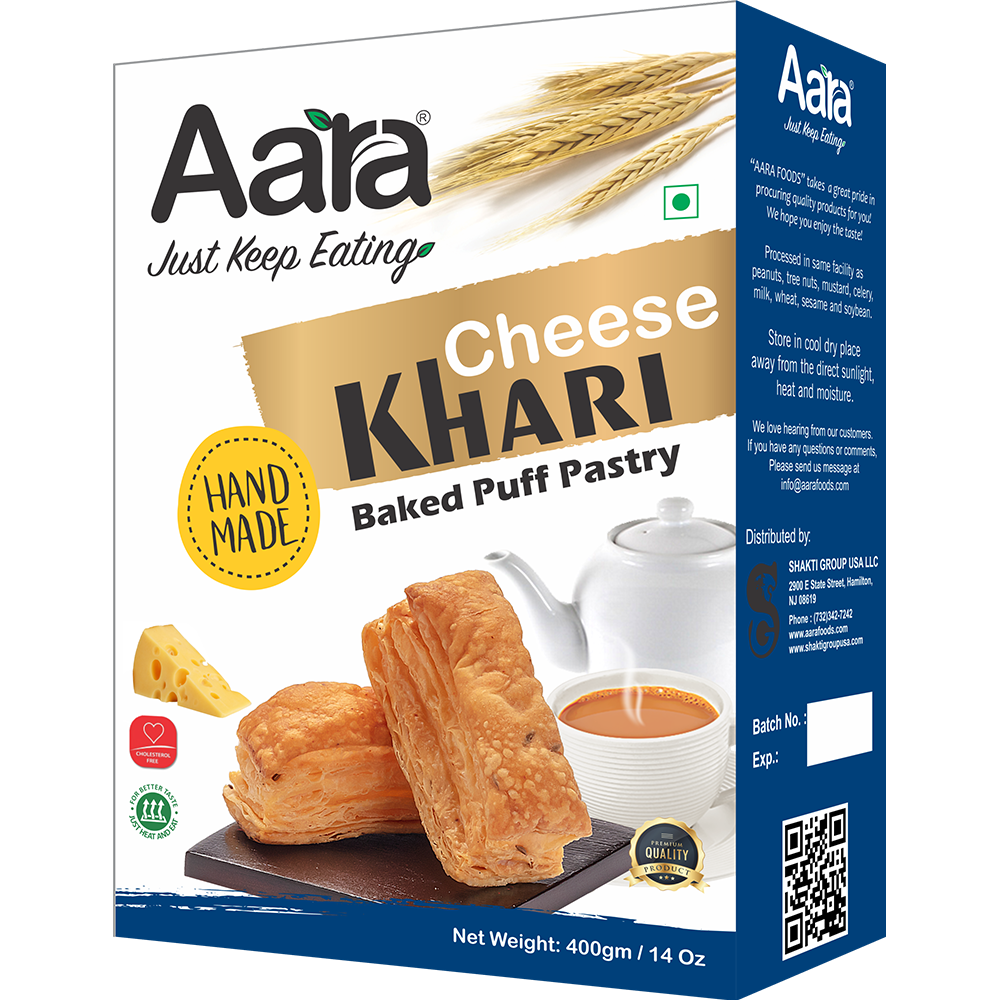 Aara®
Just Keep Eating
Cheese
KHARI
Baked Puff Pastry
HAND
MADE
CHOLESTEROL
FREE
• FOR BETTER TASTE •
JUST HEAT AND EAT
PREMIUM
QUALITY
PRODUCT
Net Weight: 400gm / 14 Oz
Aara®
Just Keep Eating
“AARA FOODS” takes a great pride in
procuring quality products for you!
We hope you enjoy the taste!
Processed in same facility as
peanuts, tree nuts, mustard, celery,
milk, wheat, sesame and soybean.
Store in cool dry place
away from the direct sunlight,
heat and moisture.
We love hearing from our customers.
If you have any questions or comments,
Please send us message at
info@aarafoods.com
Distributed by:
SHAKTI GROUP USA LLC
2900 E State Street, Hamilton,
NJ 08619
Phone : (732)342-7242
www.aarafoods.com
www.shaktigroupusa.com
Batch No. :
Exp.: